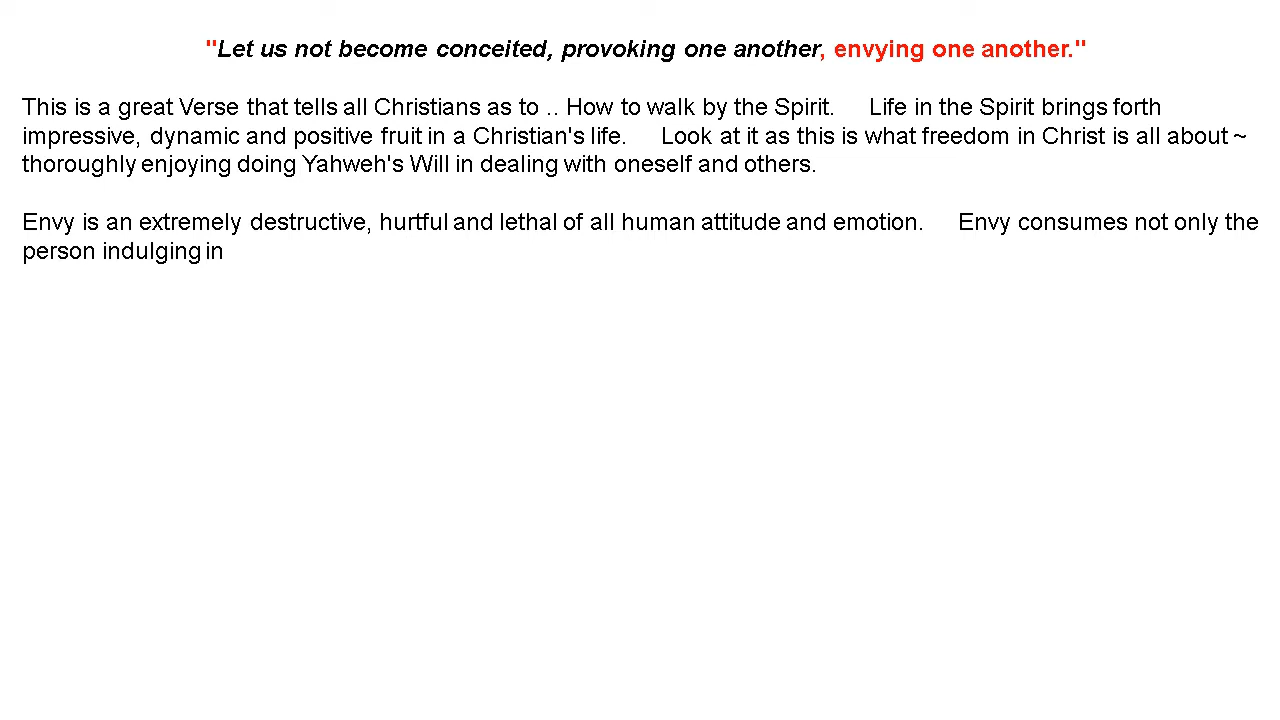 "Let us not become conceited, provoking one another, envying one another."
This is a great Verse that tells all Christians as to .. How to walk by the Spirit. Life in the Spirit brings forth
impressive, dynamic and positive fruit in a Christian's life. Look at it as this is what freedom in Christ is all about ~
thoroughly enjoying doing Yahweh's Will in dealing with oneself and others.
Envy is an extremely destructive, hurtful and lethal of all human attitude and emotion. Envy consumes not only the
person indulging in